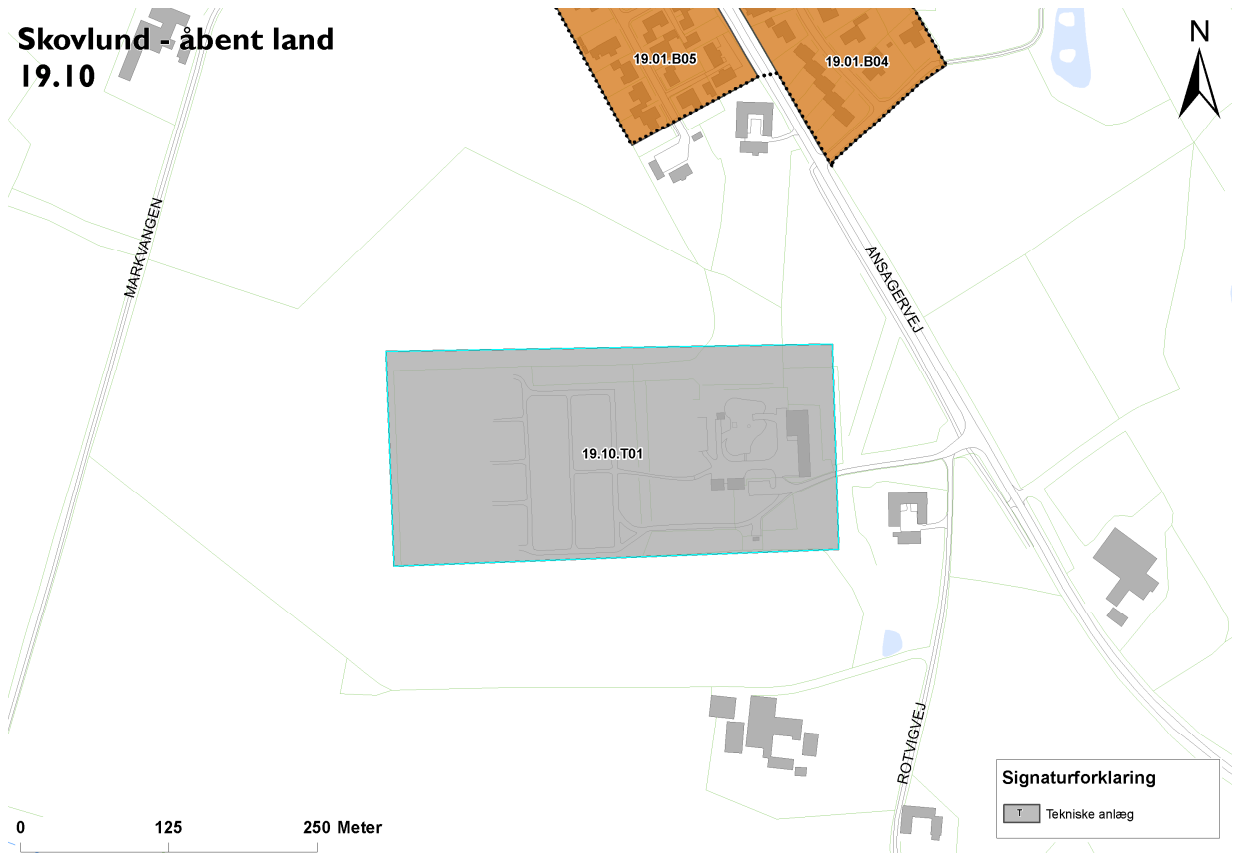 Skovlund - åbent land
19.10
N
19.01.B05
19.01.B04
MARKVANGEN
ANSAGERVEJ
19.10.T01
ROTVIGVEJ
Signaturforklaring
T Tekniske anlæg
0 125 250 Meter